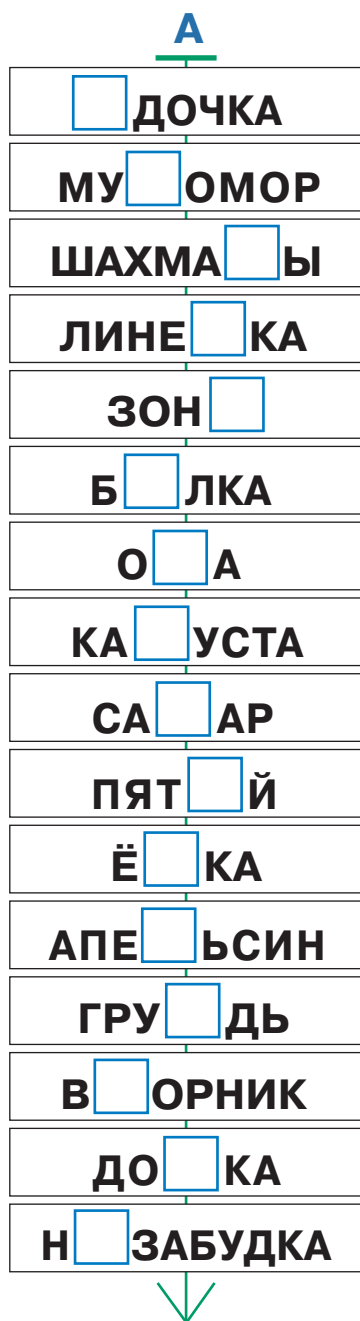 А
□ДОЧКА
МУ□ОМОР
ШАХМА□Ы
ЛИНЕ□КА
ЗОН□
Б□ЛКА
О□А
КА□УСТА
СА□АР
ПЯТ□Й
Ё□КА
АПЕ□ЬСИН
ГРУ□ДЬ
В□ОРНИК
ДО□КА
Н□ЗАБУДКА